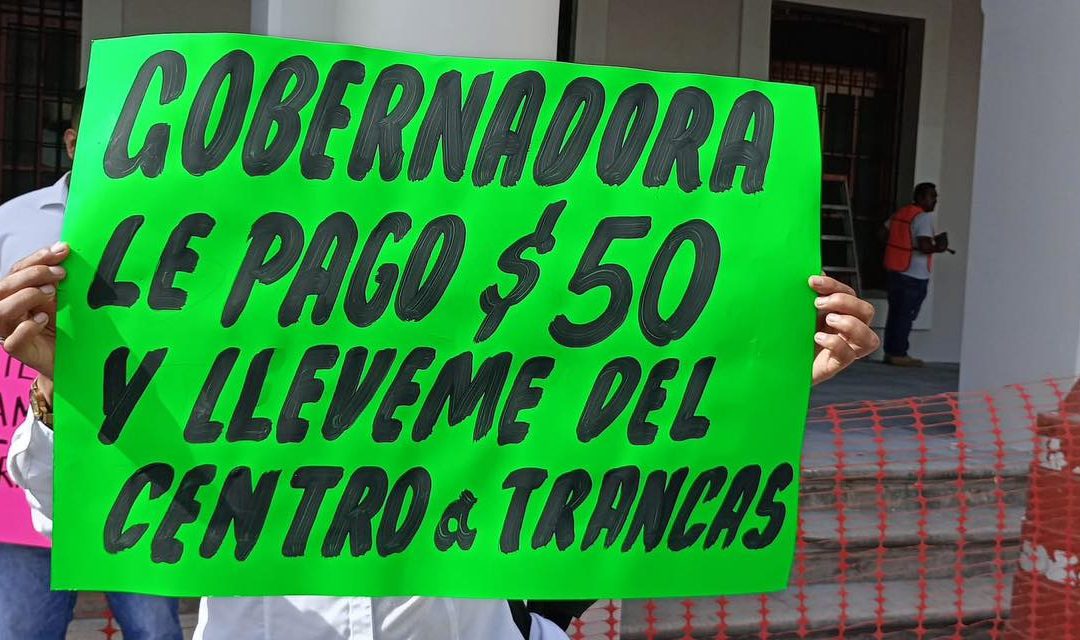 GOBERNADORA
LE PAGO $50
Y LLEVEME DEL
CENTRO a TRANCAS